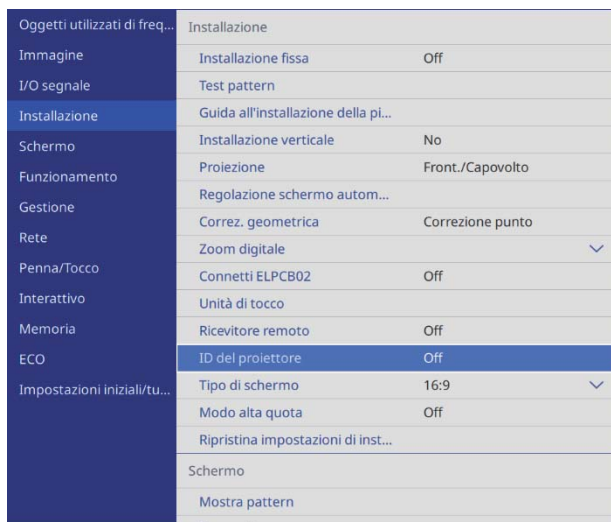 Oggetti utilizzati di freq...
Immagine
I/O segnale
Installazione
Schermo
Funzionamento
Gestione
Rete
Penna/Tocco
Interattivo
Memoria
ECO
Impostazioni iniziali/tu...
Installazione
Installazione fissa Off
Test pattern
Guida all'installazione della pi...
Installazione verticale No
Proiezione Front./Capovolto
Regolazione schermo autom...
Correz. geometrica Correzione punto
Zoom digitale
Connetti ELPCB02 Off
Unità di tocco
Ricevitore remoto Off
ID del proiettore Off
Tipo di schermo 16:9
Modo alta quota Off
Ripristina impostazioni di inst...
Schermo
Mostra pattern